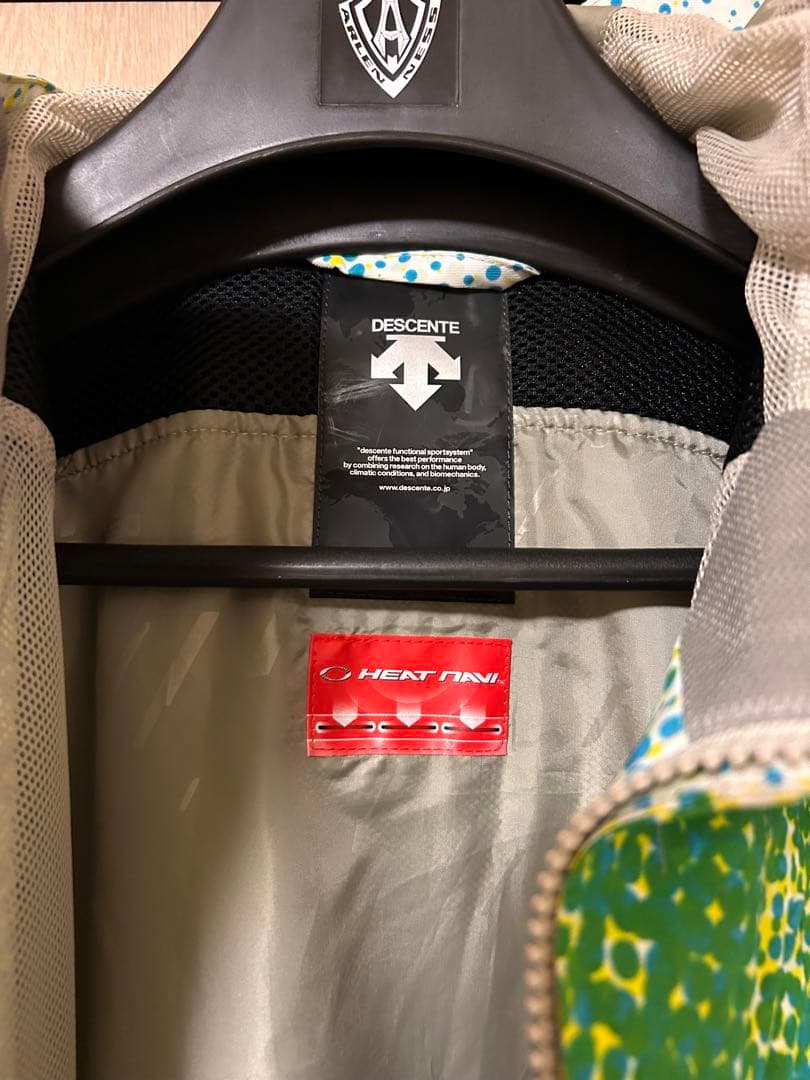 ARLEN NESS
DESCENTE
"descente functional sportsystem"
offers the best performance
by combining research on the human body,
climatic conditions, and biomechanics.
www.descente.co.jp
HEAT NAVI